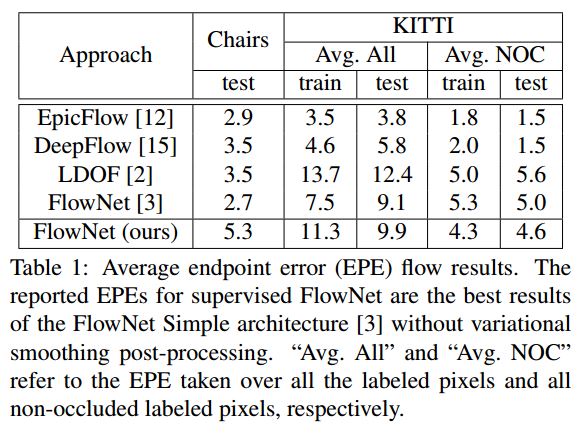 Approach Chairs KITTI
Avg. All Avg. NOC
test train test train test
EpicFlow [12] 2.9 3.5 3.8 1.8 1.5
DeepFlow [15] 3.5 4.6 5.8 2.0 1.5
LDOF [2] 3.5 13.7 12.4 5.0 5.6
FlowNet [3] 2.7 7.5 9.1 5.3 5.0
FlowNet (ours) 5.3 11.3 9.9 4.3 4.6
Table 1: Average endpoint error (EPE) flow results. The
reported EPEs for supervised FlowNet are the best results
of the FlowNet Simple architecture [3] without variational
smoothing post-processing. “Avg. All” and “Avg. NOC”
refer to the EPE taken over all the labeled pixels and all
non-occluded labeled pixels, respectively.